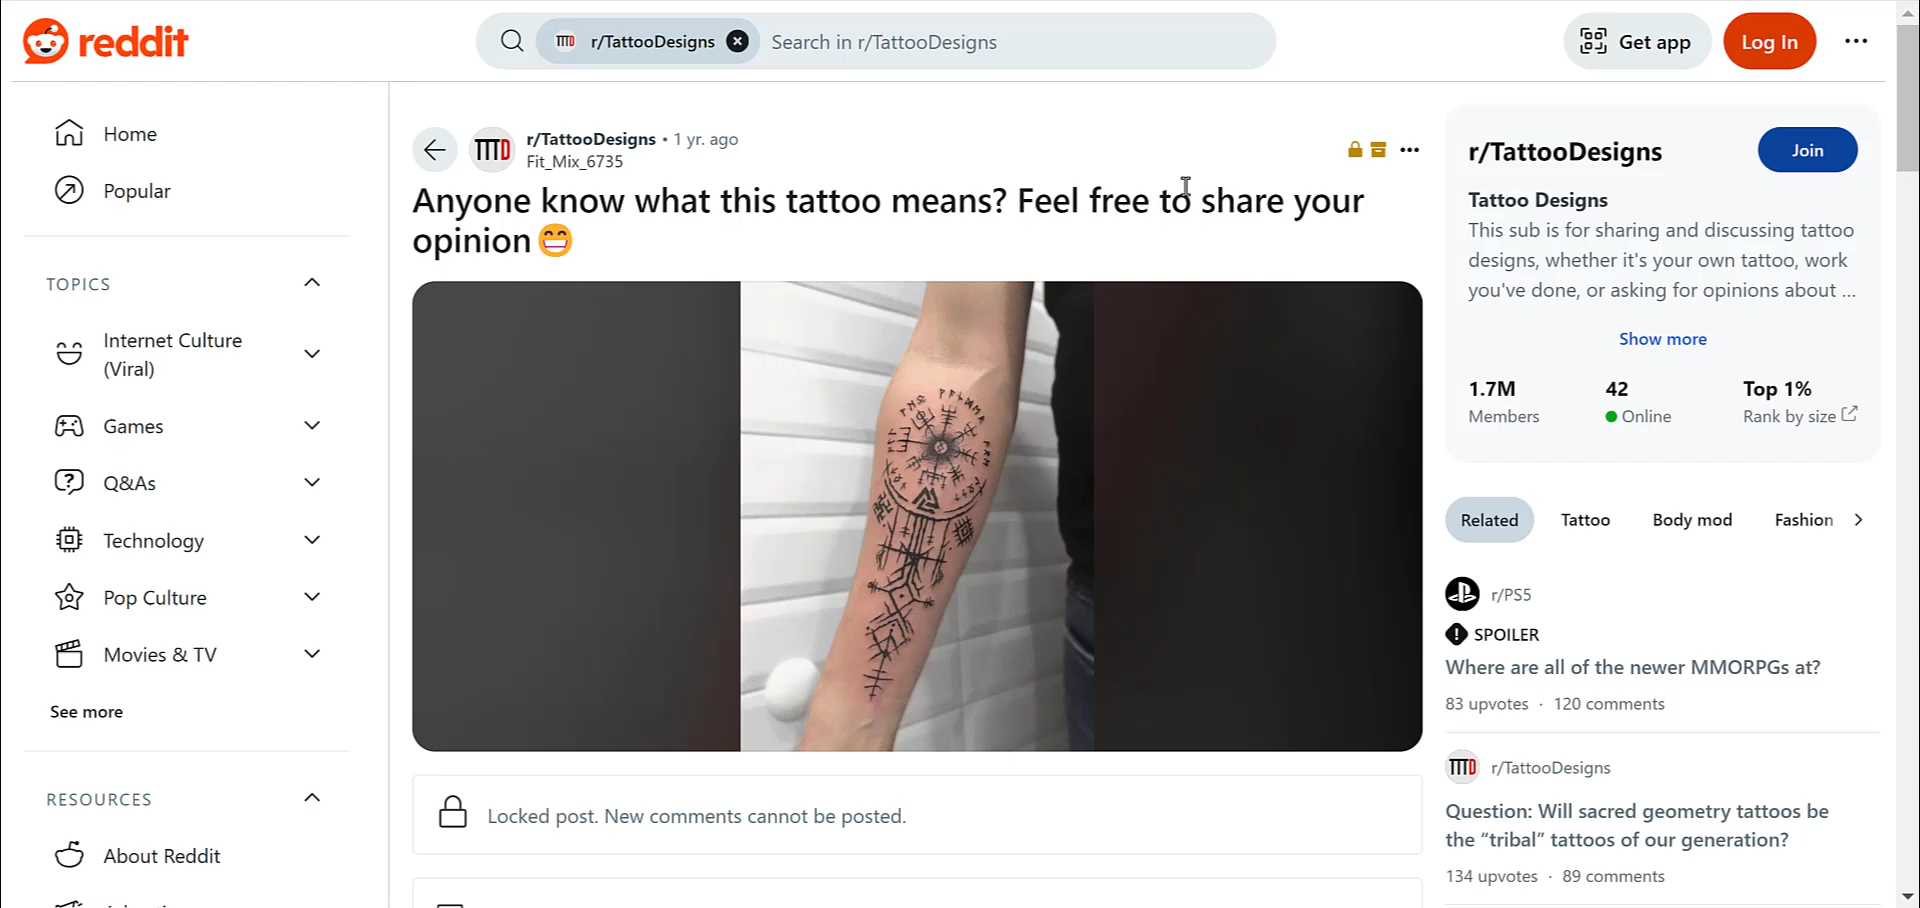 reddit
r/TattooDesigns
Search in r/TattooDesigns
Get app
Log In
Home
Popular
TOPICS
Internet Culture
(Viral)
Games
Q&As
Technology
Pop Culture
Movies & TV
See more
RESOURCES
About Reddit
r/TattooDesigns • 1 yr. ago
Fit_Mix_6735
Anyone know what this tattoo means? Feel free to share your
opinion😁
Locked post. New comments cannot be posted.
r/TattooDesigns
Join
Tattoo Designs
This sub is for sharing and discussing tattoo
designs, whether it's your own tattoo, work
you've done, or asking for opinions about ...
Show more
1.7M 42 Top 1%
Members Online Rank by size
Related Tattoo Body mod Fashion
r/PS5
SPOILER
Where are all of the newer MMORPGs at?
83 upvotes · 120 comments
r/TattooDesigns
Question: Will sacred geometry tattoos be
the “tribal” tattoos of our generation?
134 upvotes · 89 comments